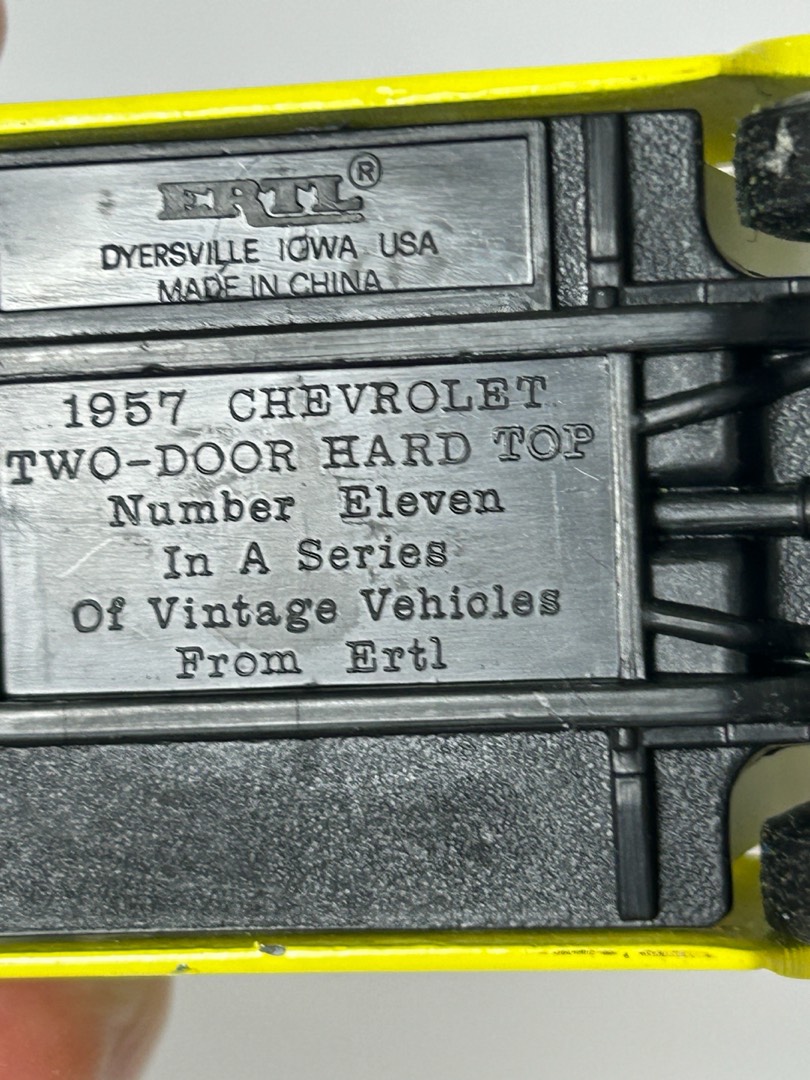 ERTL®
DYERSVILLE IOWA USA
MADE IN CHINA
1957 CHEVROLET
TWO-DOOR HARD TOP
Number Eleven
In A Series
Of Vintage Vehicles
From Ertl